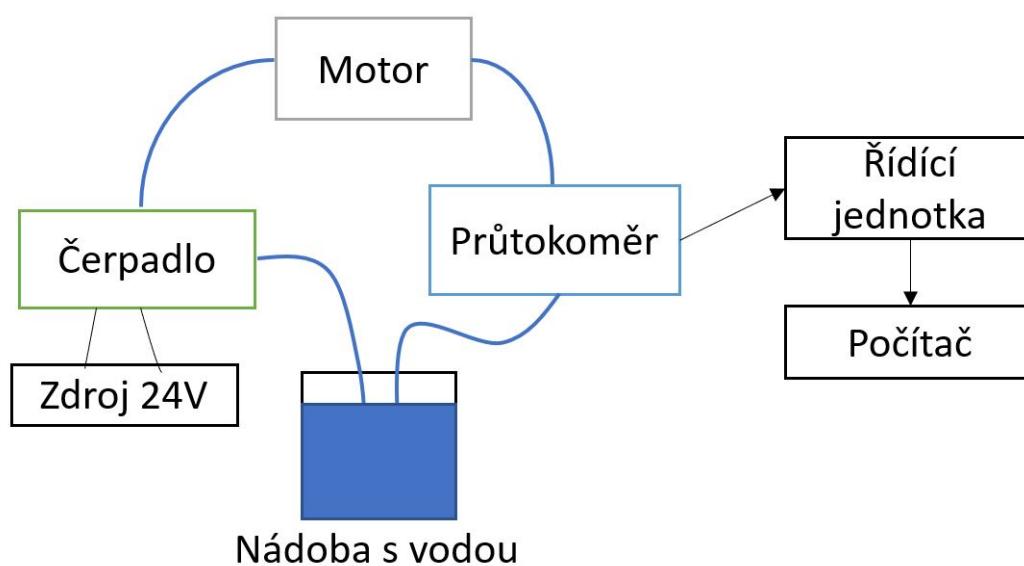 Motor
Řídící
jednotka
Průtokoměr
Čerpadlo
Počítač
Zdroj 24V
Nádoba s vodou